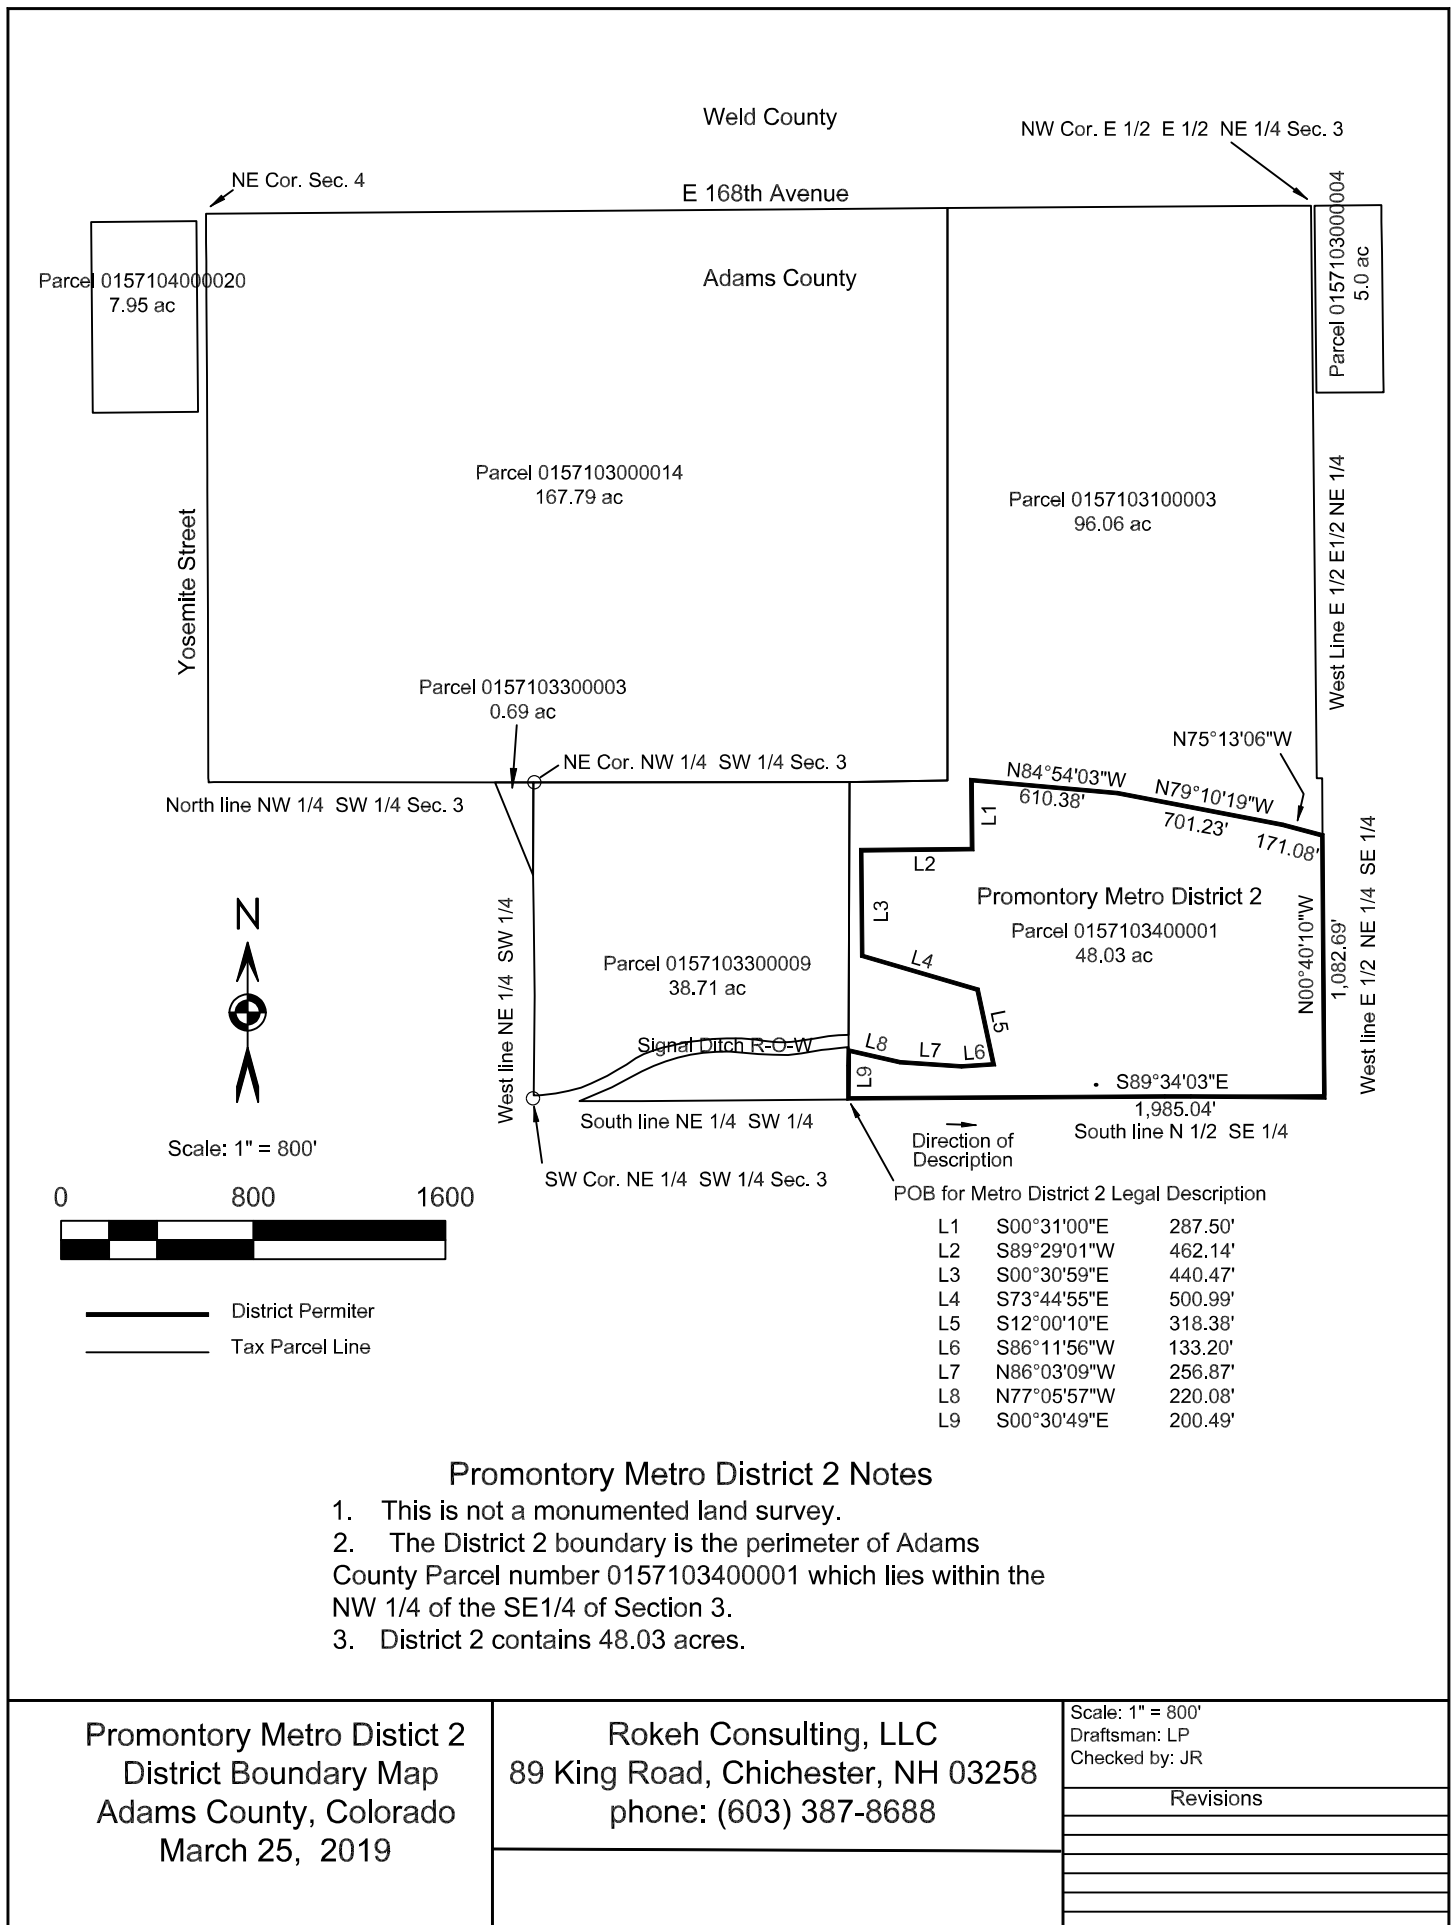 Weld County
NW Cor. E 1/2 E 1/2 NE 1/4 Sec. 3
NE Cor. Sec. 4
E 168th Avenue
Parcel 0157104000020
7.95 ac
Adams County
Parcel 0157103000004
5.0 ac
Parcel 0157103000014
167.79 ac
Parcel 0157103100003
96.06 ac
Yosemite Street
West Line E 1/2 E1/2 NE 1/4
Parcel 0157103300003
0.69 ac
NE Cor. NW 1/4 SW 1/4 Sec. 3
North line NW 1/4 SW 1/4 Sec. 3
N75°13'06"W
N84°54'03"W
610.38'
N79°10'19"W
701.23'
171.08'
L1
L2
L3
L4
L5
L6
L7
L8
L9
Promontory Metro District 2
Parcel 0157103400001
48.03 ac
N00°40'10"W
1,082.69'
West line E 1/2 NE 1/4 SE 1/4
N
West line NE 1/4 SW 1/4
Parcel 0157103300009
38.71 ac
Signal Ditch R-O-W
S89°34'03"E
1,985.04'
South line NE 1/4 SW 1/4
South line N 1/2 SE 1/4
Direction of
Description
SW Cor. NE 1/4 SW 1/4 Sec. 3
POB for Metro District 2 Legal Description
Scale: 1" = 800'
0 800 1600
District Permiter
Tax Parcel Line
L1 S00°31'00"E 287.50'
L2 S89°29'01"W 462.14'
L3 S00°30'59"E 440.47'
L4 S73°44'55"E 500.99'
L5 S12°00'10"E 318.38'
L6 S86°11'56"W 133.20'
L7 N86°03'09"W 256.87'
L8 N77°05'57"W 220.08'
L9 S00°30'49"E 200.49'
Promontory Metro District 2 Notes
1. This is not a monumented land survey.
2. The District 2 boundary is the perimeter of Adams
County Parcel number 0157103400001 which lies within the
NW 1/4 of the SE1/4 of Section 3.
3. District 2 contains 48.03 acres.
Promontory Metro Distict 2
District Boundary Map
Adams County, Colorado
March 25, 2019
Rokeh Consulting, LLC
89 King Road, Chichester, NH 03258
phone: (603) 387-8688
Scale: 1" = 800'
Draftsman: LP
Checked by: JR
Revisions